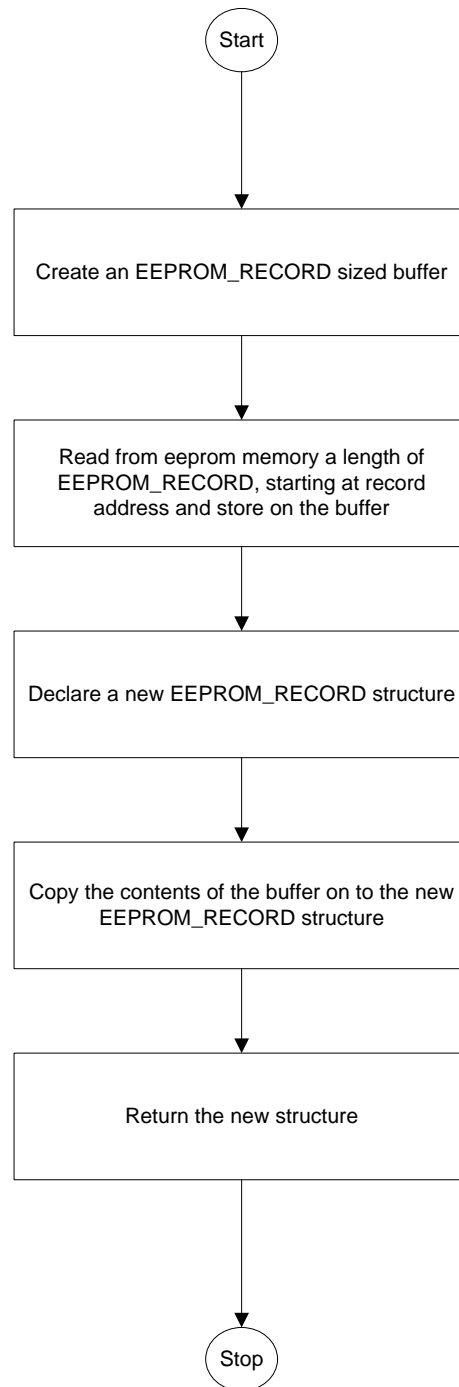 Start
Create an EEPROM_RECORD sized buffer
Read from eeprom memory a length of
EEPROM_RECORD, starting at record
address and store on the buffer
Declare a new EEPROM_RECORD structure
Copy the contents of the buffer on to the new
EEPROM_RECORD structure
Return the new structure
Stop